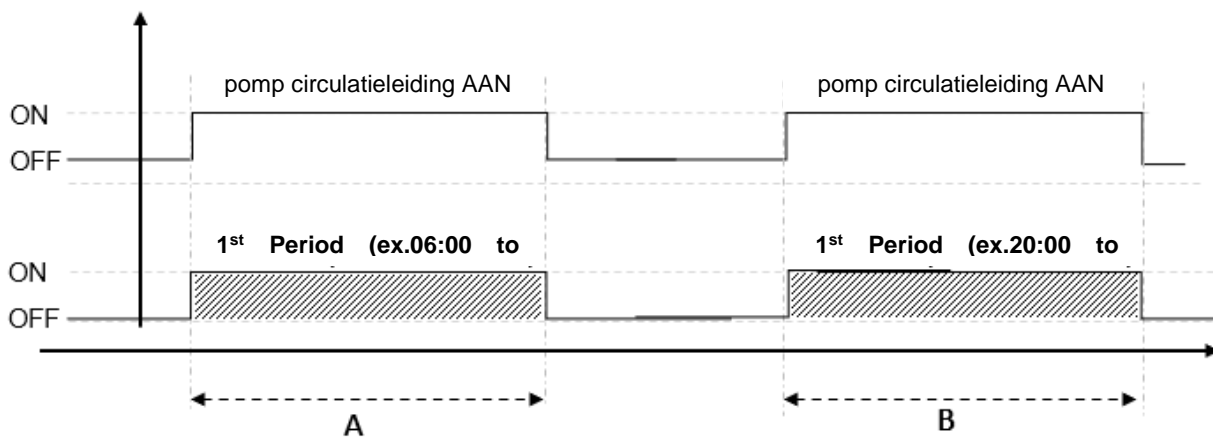 pomp circulatieleiding AAN pomp circulatieleiding AAN
ON
OFF
1st Period (ex.06:00 to 1st Period (ex.20:00 to
ON
OFF
A B